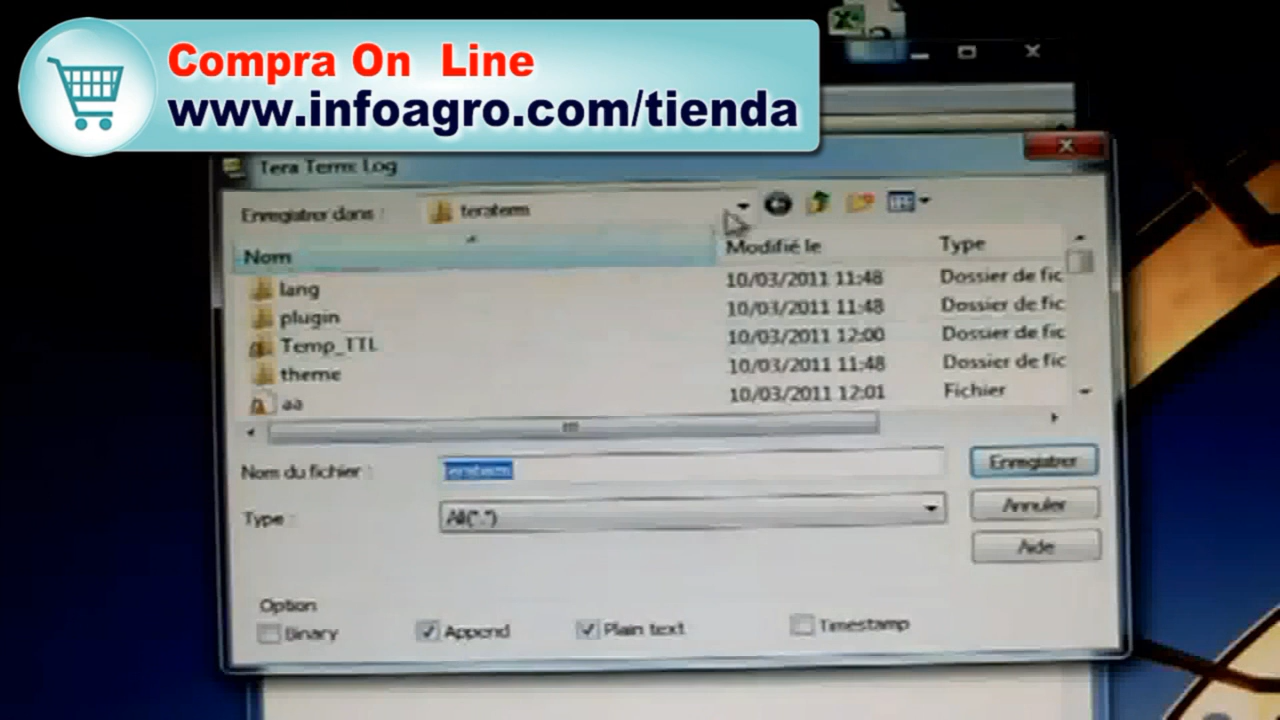 Compra On Line
www.infoagro.com/tienda
Tera Term: Log
Enregistrer dans : teraterm
Nom Modifié le Type
lang 10/03/2011 11:48 Dossier de fic
plugin 10/03/2011 11:48 Dossier de fic
Temp_TTL 10/03/2011 12:00 Dossier de fic
theme 10/03/2011 11:48 Dossier de fic
aa 10/03/2011 12:01 Fichier
Nom du fichier : teraterm Enregistrer
Type : All(*.*) Annuler
Aide
Option
Binary Append Plain text Timestamp